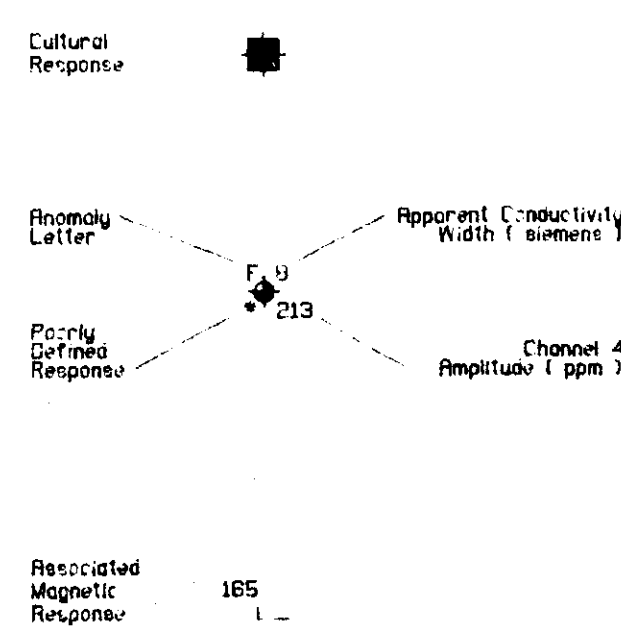 Cultural
Response
Anomaly
Letter
Apparent Conductivity
Width ( siemens )
F 9
* 213
Poorly
Defined
Response
Channel 4
Amplitude ( ppm )
Associated
Magnetic
Response
165